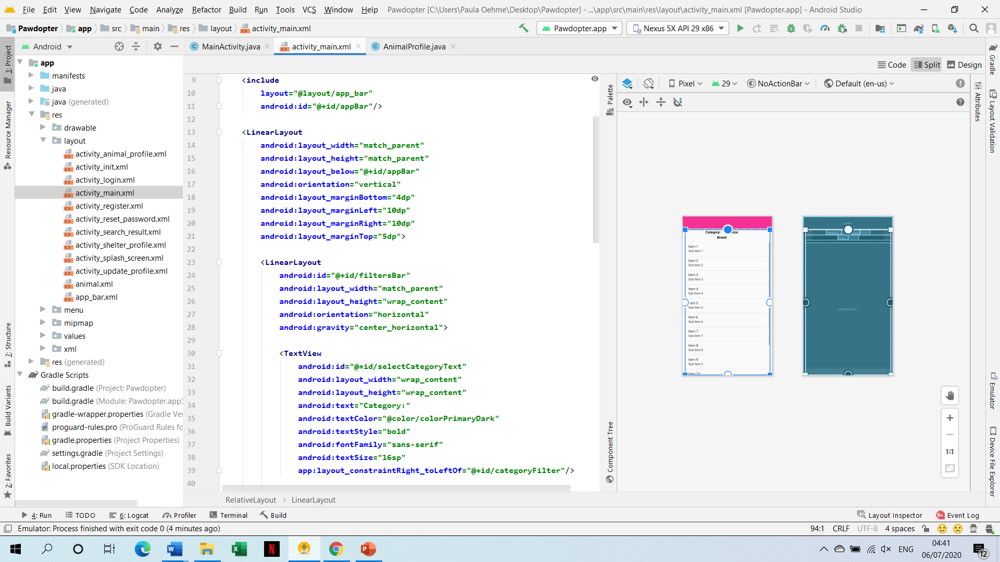 File Edit View Navigate Code Analyze Refactor Build Run Tools VCS Window Help Pawdopter [C:\Users\Paula Oehme\Desktop\Pawdopter] - ...\app\src\main\res\layout\activity_main.xml [Pawdopter.app] - Android Studio
Pawdopter app src main res layout activity_main.xml Pawdopter.app Nexus 5X API 29 x86
Android MainActivity.java activity_main.xml AnimalProfile.java
Code Split Design
1: Project
Resource Manager
7: Structure
Build Variants
2: Favorites
app
manifests
java
java (generated)
res
drawable
layout
activity_animal_profile.xml
activity_init.xml
activity_login.xml
activity_main.xml
activity_register.xml
activity_reset_password.xml
activity_search_result.xml
activity_shelter_profile.xml
activity_splash_screen.xml
activity_update_profile.xml
animal.xml
app_bar.xml
menu
mipmap
values
xml
res (generated)
Gradle Scripts
build.gradle (Project: Pawdopter)
build.gradle (Module: Pawdopter.app)
gradle-wrapper.properties (Gradle Ve
proguard-rules.pro (ProGuard Rules fo
gradle.properties (Project Properties)
settings.gradle (Project Settings)
local.properties (SDK Location)
9 <include
10 layout="@layout/app_bar"
11 android:id="@+id/appBar"/>
12
13 <LinearLayout
14 android:layout_width="match_parent"
15 android:layout_height="match_parent"
16 android:layout_below="@+id/appBar"
17 android:orientation="vertical"
18 android:layout_marginBottom="4dp"
19 android:layout_marginLeft="10dp"
20 android:layout_marginRight="10dp"
21 android:layout_marginTop="5dp">
22
23 <LinearLayout
24 android:id="@+id/filtersBar"
25 android:layout_width="match_parent"
26 android:layout_height="wrap_content"
27 android:orientation="horizontal"
28 android:gravity="center_horizontal">
29
30 <TextView
31 android:id="@+id/selectCategoryText"
32 android:layout_width="wrap_content"
33 android:layout_height="wrap_content"
34 android:text="Category:"
35 android:textColor="@color/colorPrimaryDark"
36 android:textStyle="bold"
37 android:fontFamily="sans-serif"
38 android:textSize="16sp"
39 app:layout_constraintRight_toLeftOf="@+id/categoryFilter"/>
40
RelativeLayout › LinearLayout
Palette
Component Tree
Pixel 29 NoActionBar Default (en-us)
Category: ize:
Breed:
Item 1
Sub Item 1
Item 2
Sub Item 2
Item 3
Sub Item 3
Item 4
Sub Item 4
em 5
Sub Item 5
Item 6
Sub Item 6
Item 7
Sub Item 7
Item 8
Sub Item 8
Item 9
Sub Item 9
Item 10
1:1
Attributes
Gradle
Layout Validation
Emulator
Device File Explorer
4: Run TODO 6: Logcat Profiler Terminal Build Layout Inspector 9+ Event Log
Emulator: Process finished with exit code 0 (4 minutes ago) 94:1 CRLF UTF-8 4 spaces
ENG 04:41
06/07/2020 12